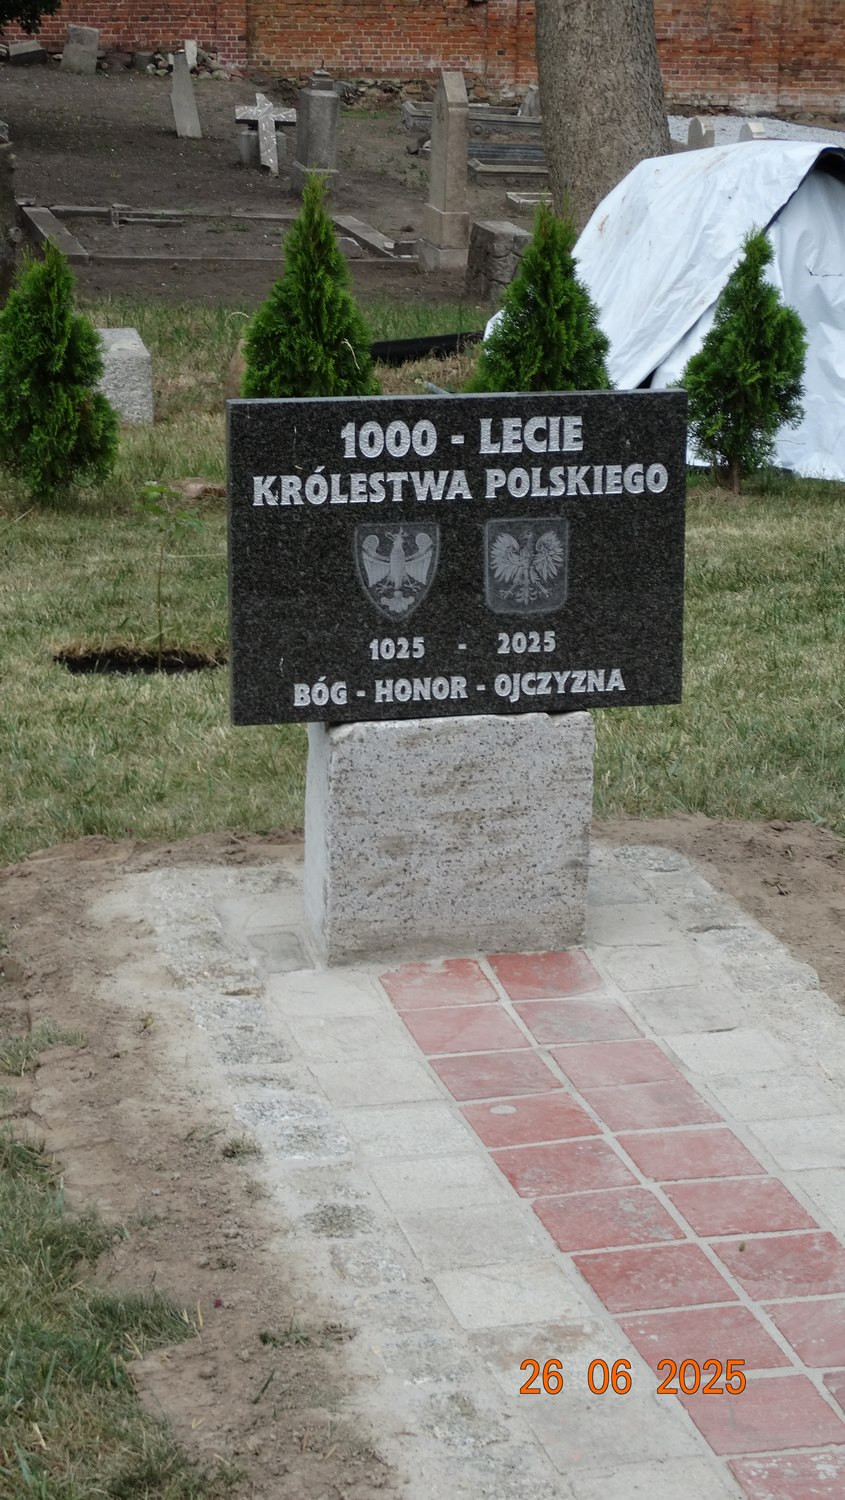 1000 - LECIE
KRÓLESTWA POLSKIEGO
1025 - 2025
BÓG - HONOR - OJCZYZNA
26 06 2025